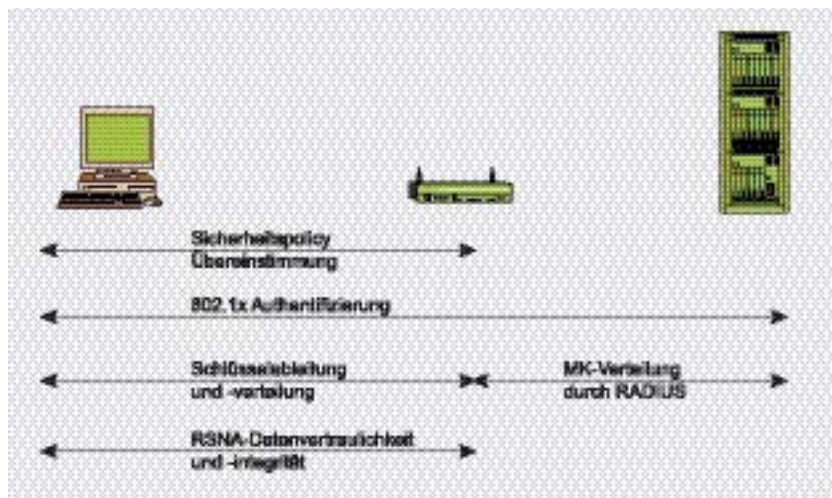 Sicherheitspolicy
Übereinstimmung
802.1x Authentifizierung
Schlüsselableitung
und -verteilung
MK-Verteilung
durch RADIUS
RSNA-Datenvertraulichkeit
und -integrität